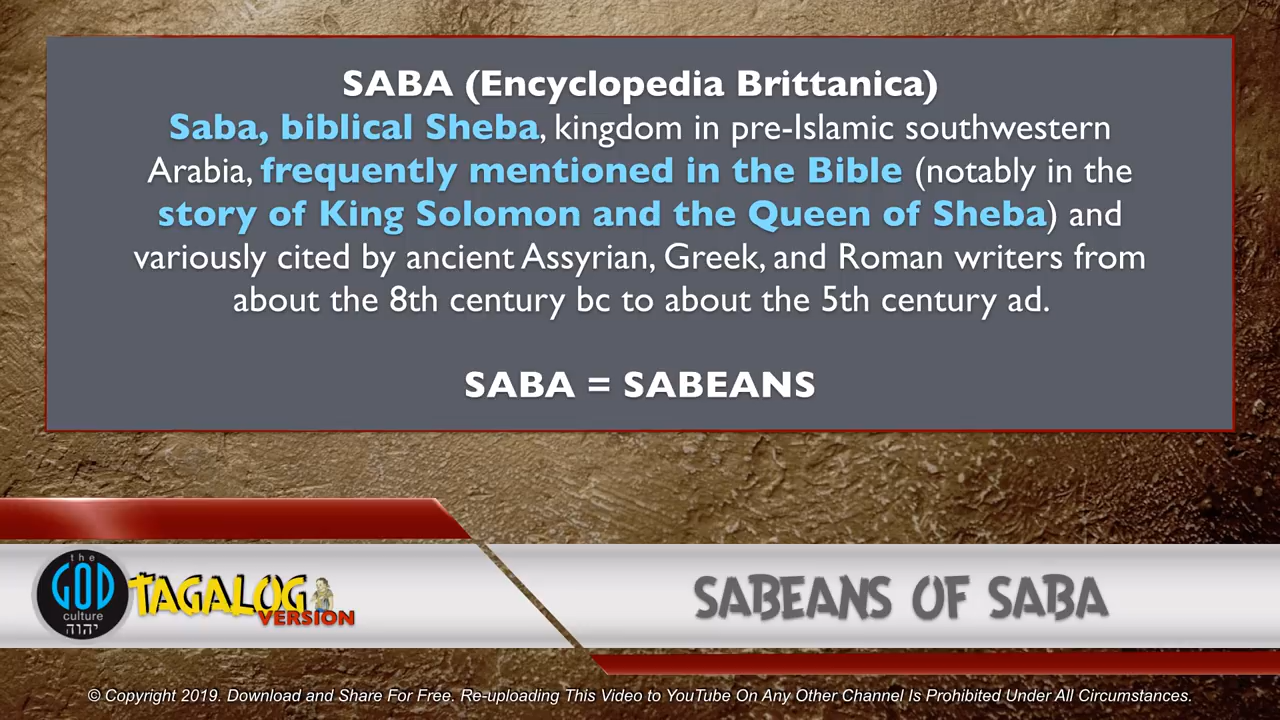 SABA (Encyclopedia Brittanica)
Saba, biblical Sheba, kingdom in pre-Islamic southwestern
Arabia, frequently mentioned in the Bible (notably in the
story of King Solomon and the Queen of Sheba) and
variously cited by ancient Assyrian, Greek, and Roman writers from
about the 8th century bc to about the 5th century ad.
SABA = SABEANS
the
GOD
culture
יהוה
TAGALOG
VERSION
SABEANS OF SABA
© Copyright 2019. Download and Share For Free. Re-uploading This Video to YouTube On Any Other Channel Is Prohibited Under All Circumstances.